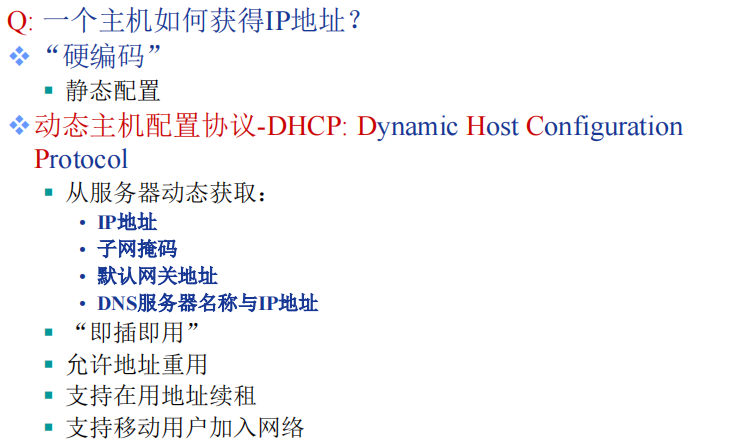 Q: 一个主机如何获得IP地址？
“硬编码”
静态配置
动态主机配置协议-DHCP: Dynamic Host Configuration
Protocol
从服务器动态获取：
IP地址
子网掩码
默认网关地址
DNS服务器名称与IP地址
“即插即用”
允许地址重用
支持在用地址续租
支持移动用户加入网络